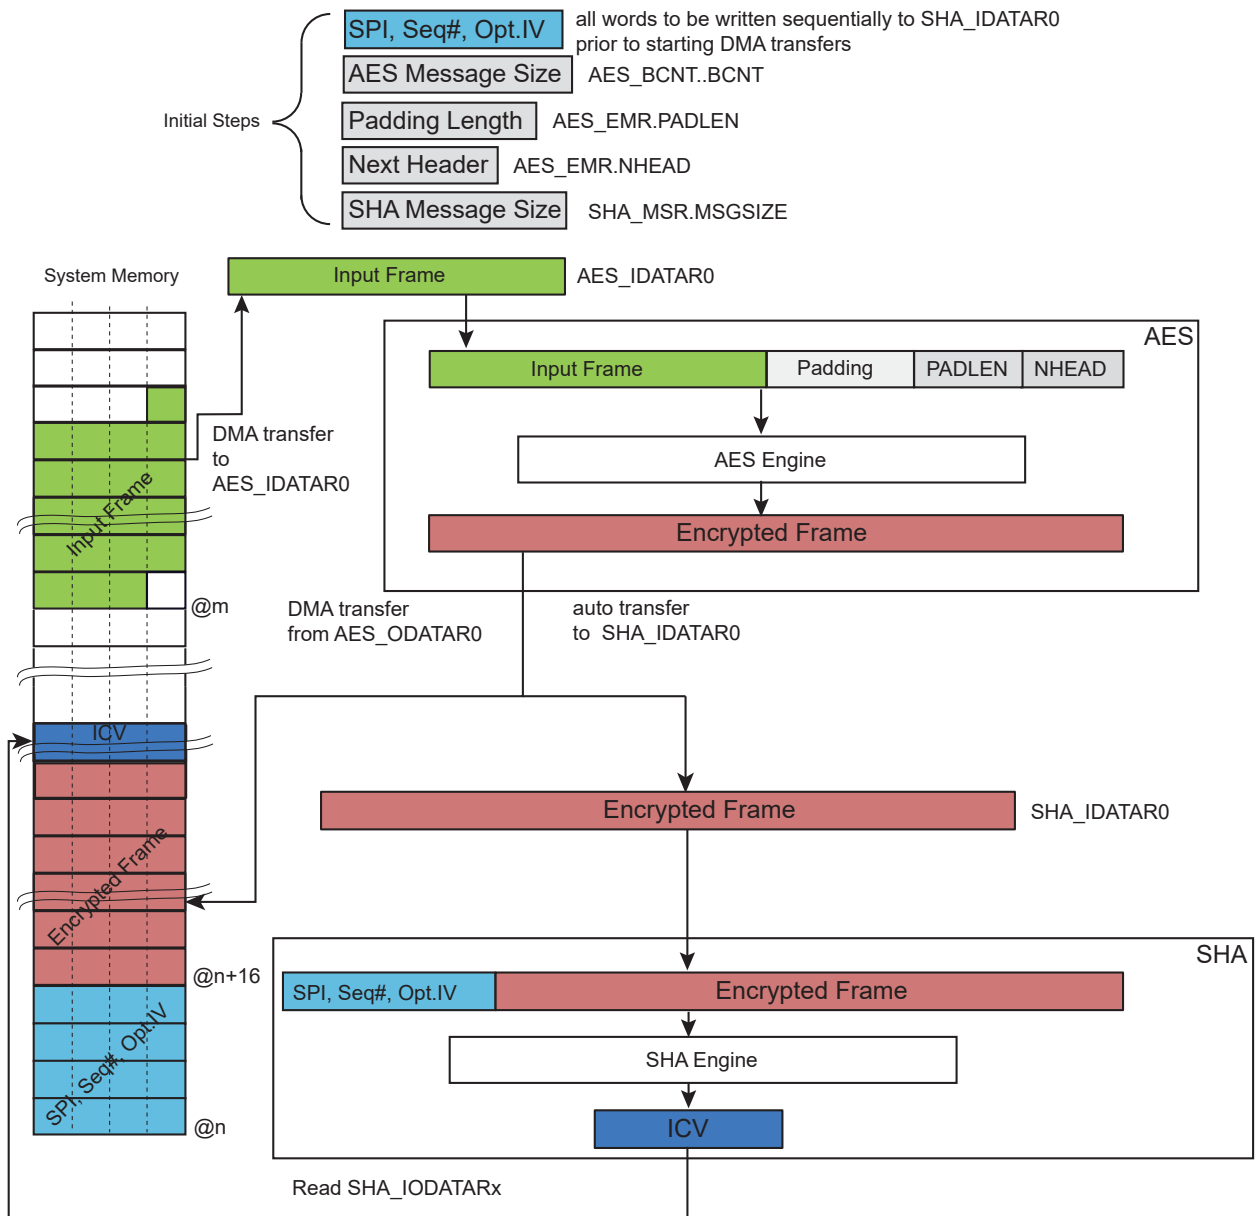 SPI, Seq#, Opt.IV
all words to be written sequentially to SHA_IDATAR0
prior to starting DMA transfers
AES Message Size
AES_BCNT..BCNT
Initial Steps
Padding Length
AES_EMR.PADLEN
Next Header
AES_EMR.NHEAD
SHA Message Size
SHA_MSR.MSGSIZE
System Memory
Input Frame
AES_IDATAR0
AES
Input Frame
Padding
PADLEN
NHEAD
DMA transfer
to
AES_IDATAR0
AES Engine
Input Frame
Encrypted Frame
@m
DMA transfer
from AES_ODATAR0
auto transfer
to SHA_IDATAR0
ICV
Encrypted Frame
SHA_IDATAR0
Encrypted Frame
SHA
@n+16
SPI, Seq#, Opt.IV
Encrypted Frame
SPI, Seq#, Opt.IV
SHA Engine
@n
ICV
Read SHA_IODATARx